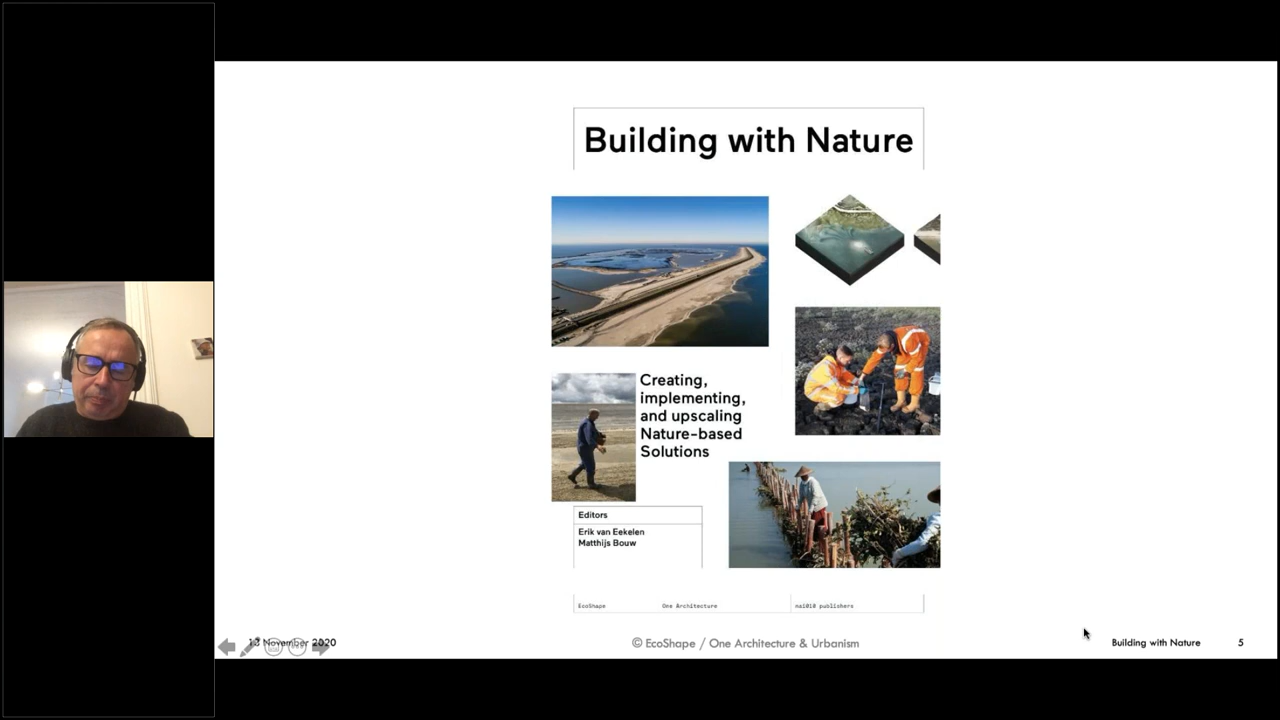 Building with Nature
Creating,
implementing,
and upscaling
Nature-based
Solutions
Editors
Erik van Eekelen
Matthijs Bouw
EcoShape
One Architecture
nai010 publishers
13 November 2020
© EcoShape / One Architecture & Urbanism
Building with Nature
5